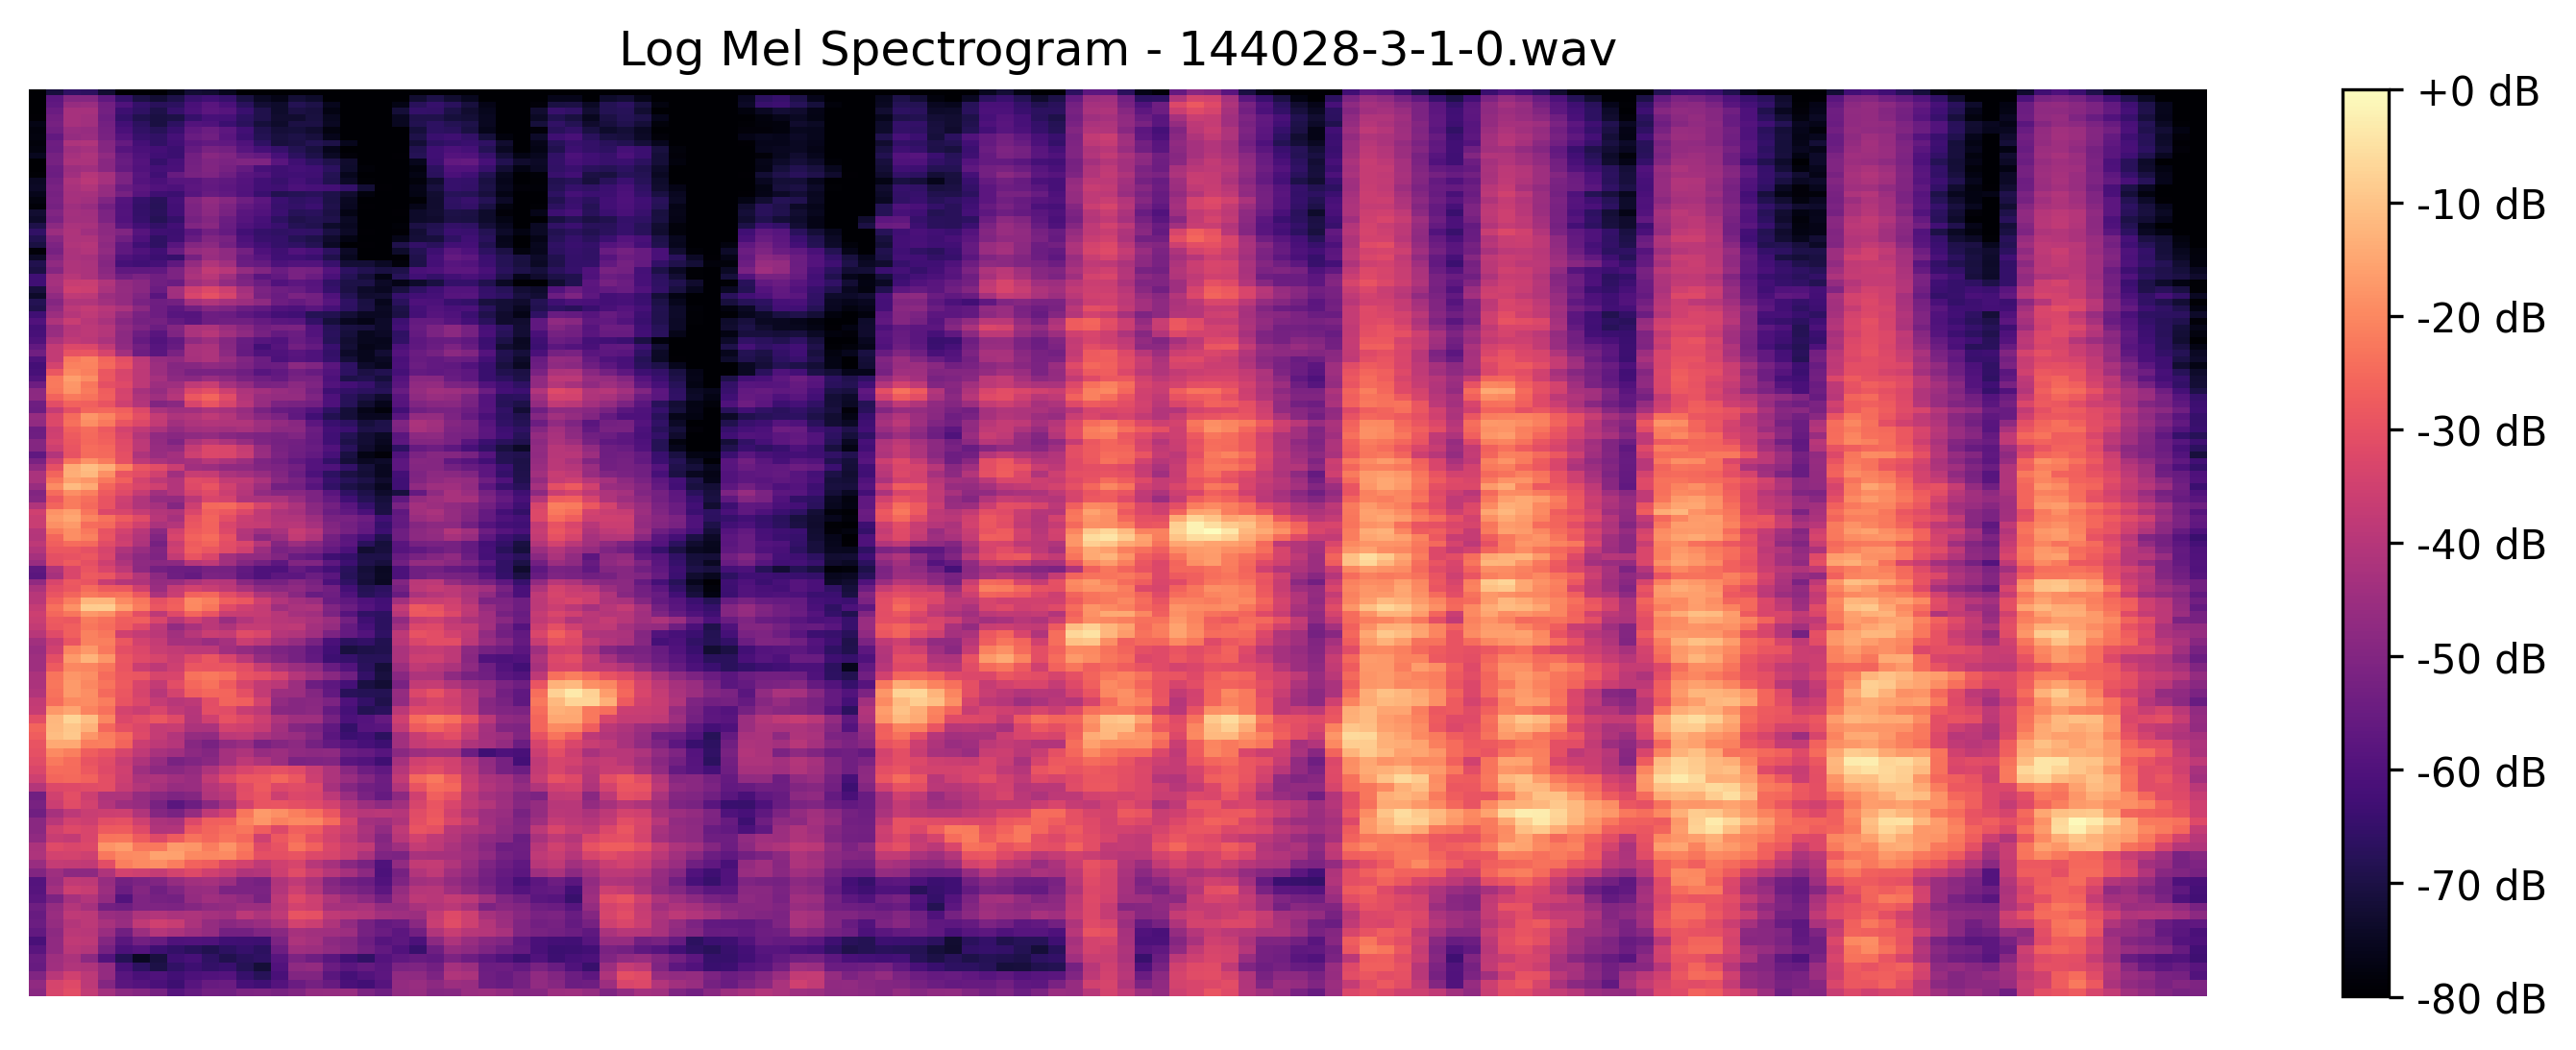 Log Mel Spectrogram - 144028-3-1-0.wav
+0 dB
-10 dB
-20 dB
-30 dB
-40 dB
-50 dB
-60 dB
-70 dB
-80 dB